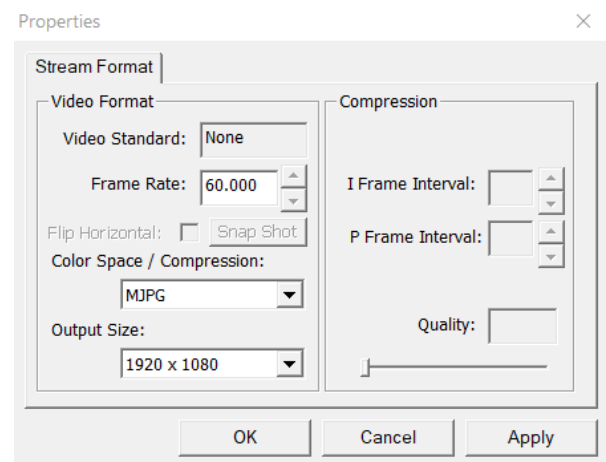 Properties
Stream Format
Video Format
Video Standard: None
Frame Rate: 60.000
Flip Horizontal: Snap Shot
Color Space / Compression:
MJPG
Output Size:
1920 x 1080
Compression
I Frame Interval:
P Frame Interval:
Quality:
OK Cancel Apply